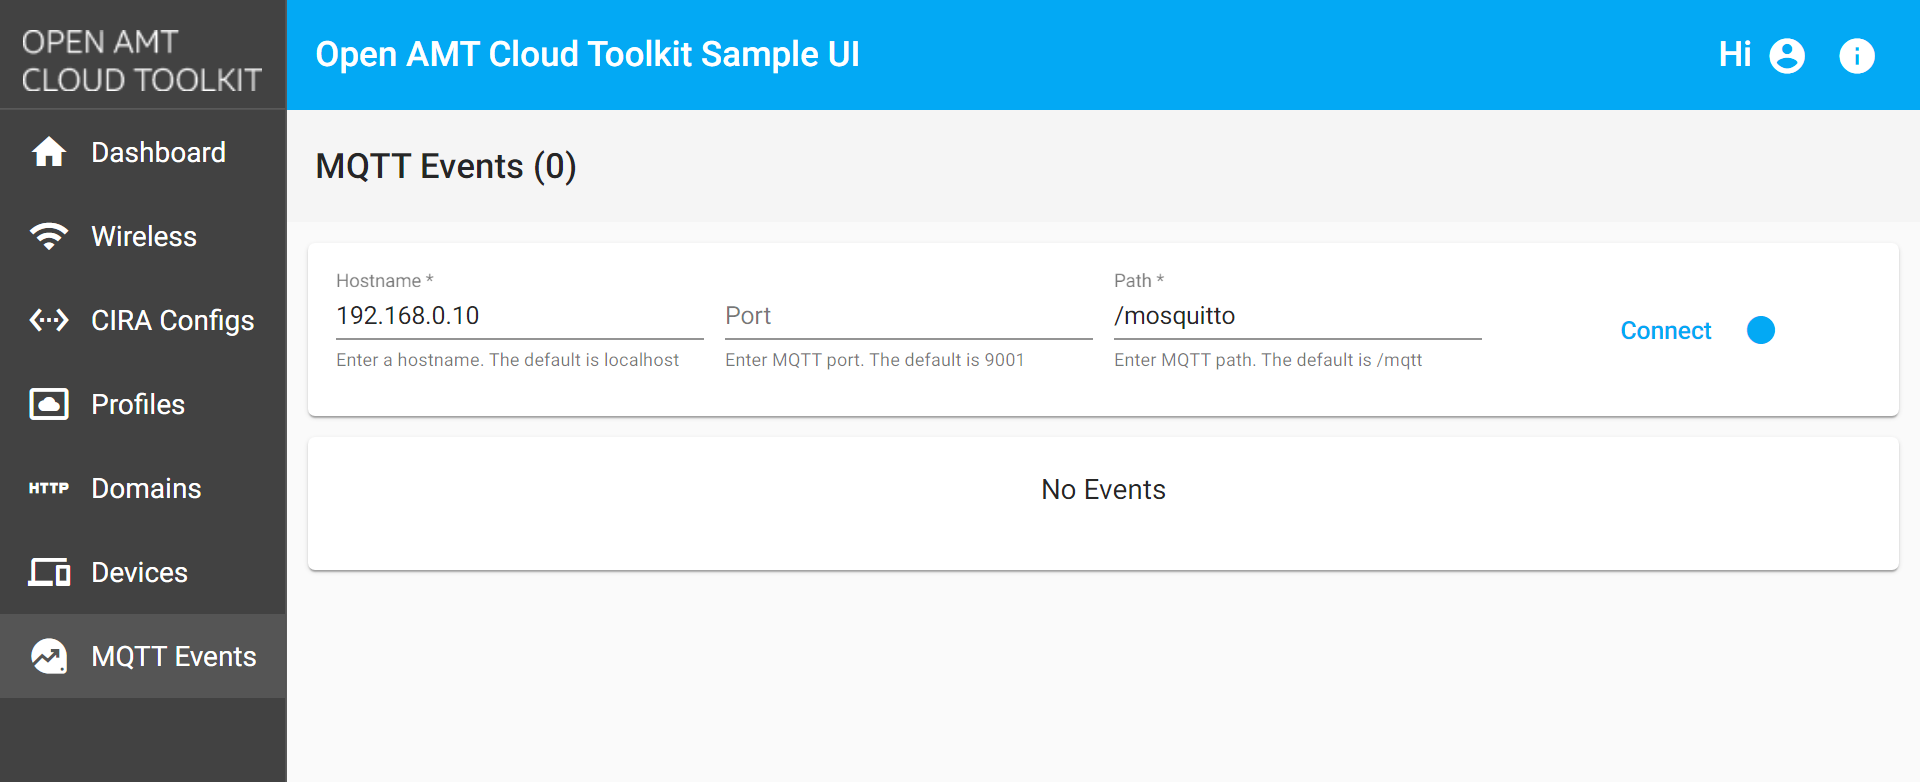 OPEN AMT
CLOUD TOOLKIT
Open AMT Cloud Toolkit Sample UI
Hi
Dashboard
Wireless
CIRA Configs
Profiles
HTTP Domains
Devices
MQTT Events
MQTT Events (0)
Hostname *
192.168.0.10
Enter a hostname. The default is localhost
Port
Enter MQTT port. The default is 9001
Path *
/mosquitto
Enter MQTT path. The default is /mqtt
Connect
No Events